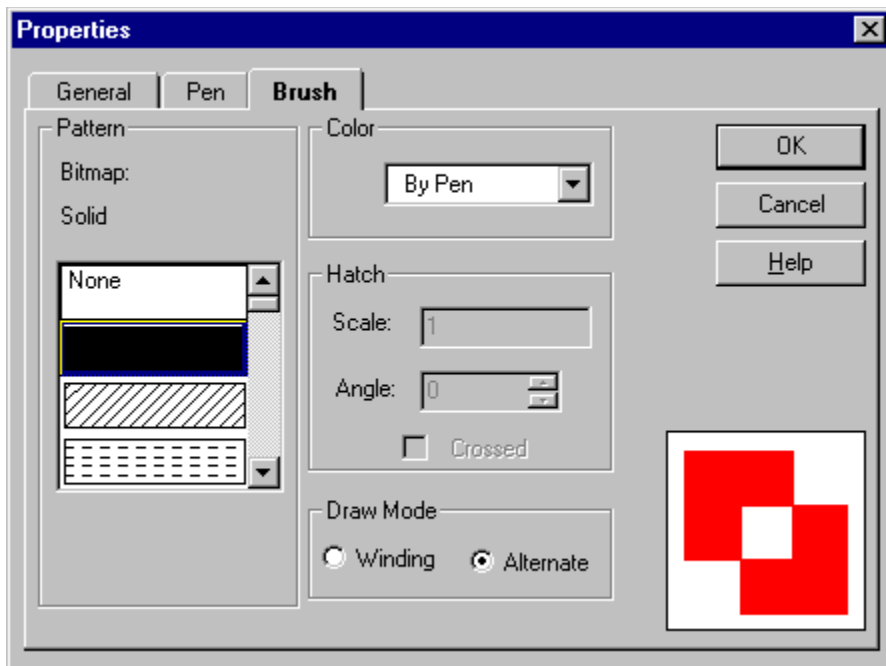 Properties
General
Pen
Brush
Pattern
Bitmap:
Solid
None
Color
By Pen
Hatch
Scale:
1
Angle:
0
Crossed
Draw Mode
Winding
Alternate
OK
Cancel
Help